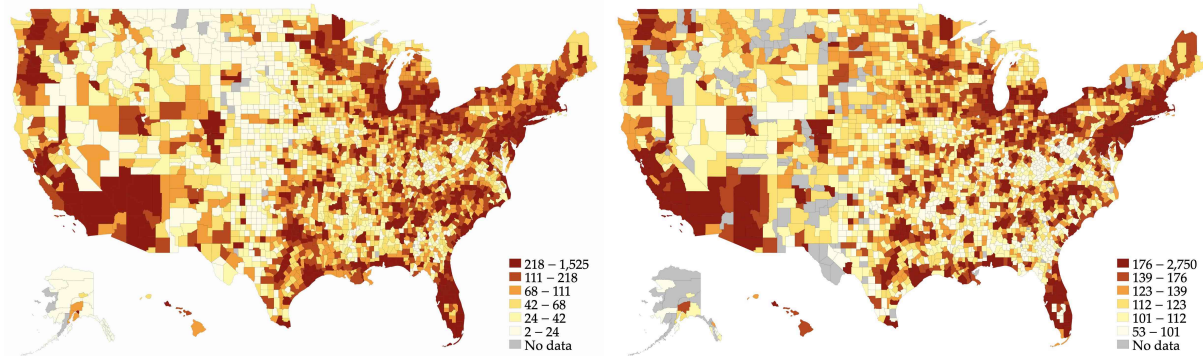 218 – 1,525
111 – 218
68 – 111
42 – 68
24 – 42
2 – 24
No data
176 – 2,750
139 – 176
123 – 139
112 – 123
101 – 112
53 – 101
No data